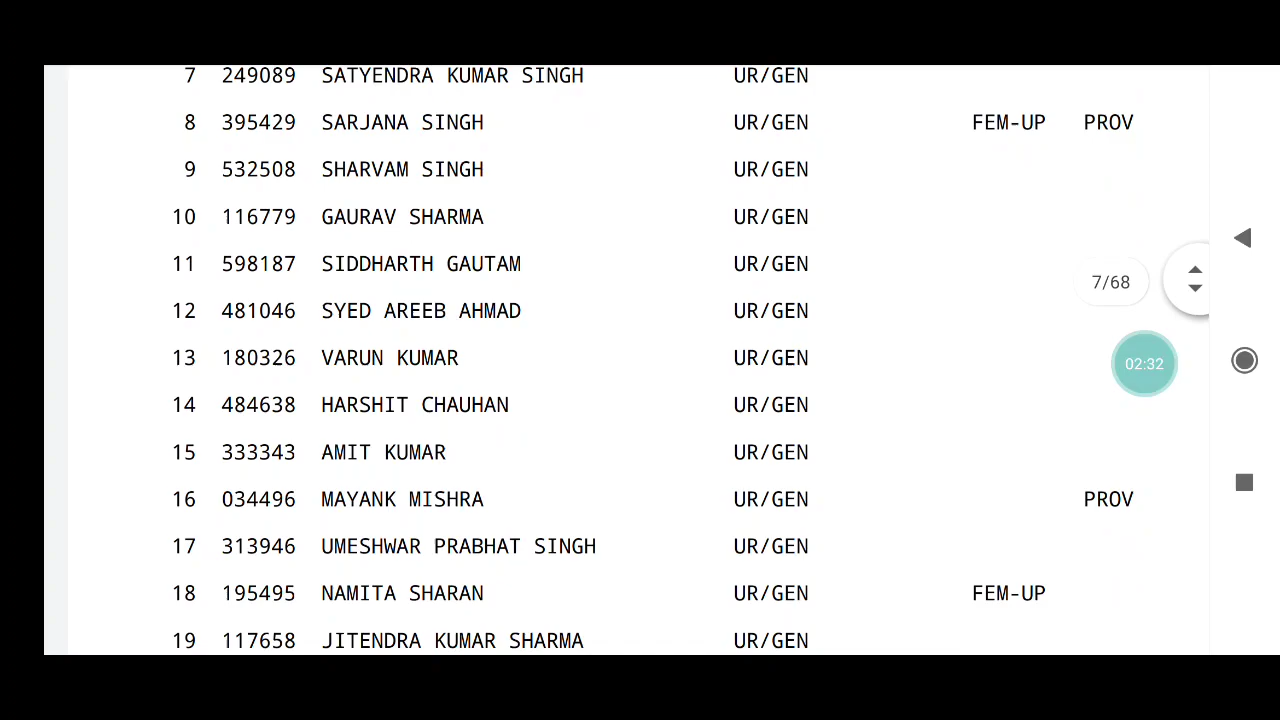 7 249089 SATYENDRA KUMAR SINGH UR/GEN
8 395429 SARJANA SINGH UR/GEN FEM-UP PROV
9 532508 SHARVAM SINGH UR/GEN
10 116779 GAURAV SHARMA UR/GEN
11 598187 SIDDHARTH GAUTAM UR/GEN
7/68
12 481046 SYED AREEB AHMAD UR/GEN
13 180326 VARUN KUMAR UR/GEN
02:32
14 484638 HARSHIT CHAUHAN UR/GEN
15 333343 AMIT KUMAR UR/GEN
16 034496 MAYANK MISHRA UR/GEN PROV
17 313946 UMESHWAR PRABHAT SINGH UR/GEN
18 195495 NAMITA SHARAN UR/GEN FEM-UP
19 117658 JITENDRA KUMAR SHARMA UR/GEN